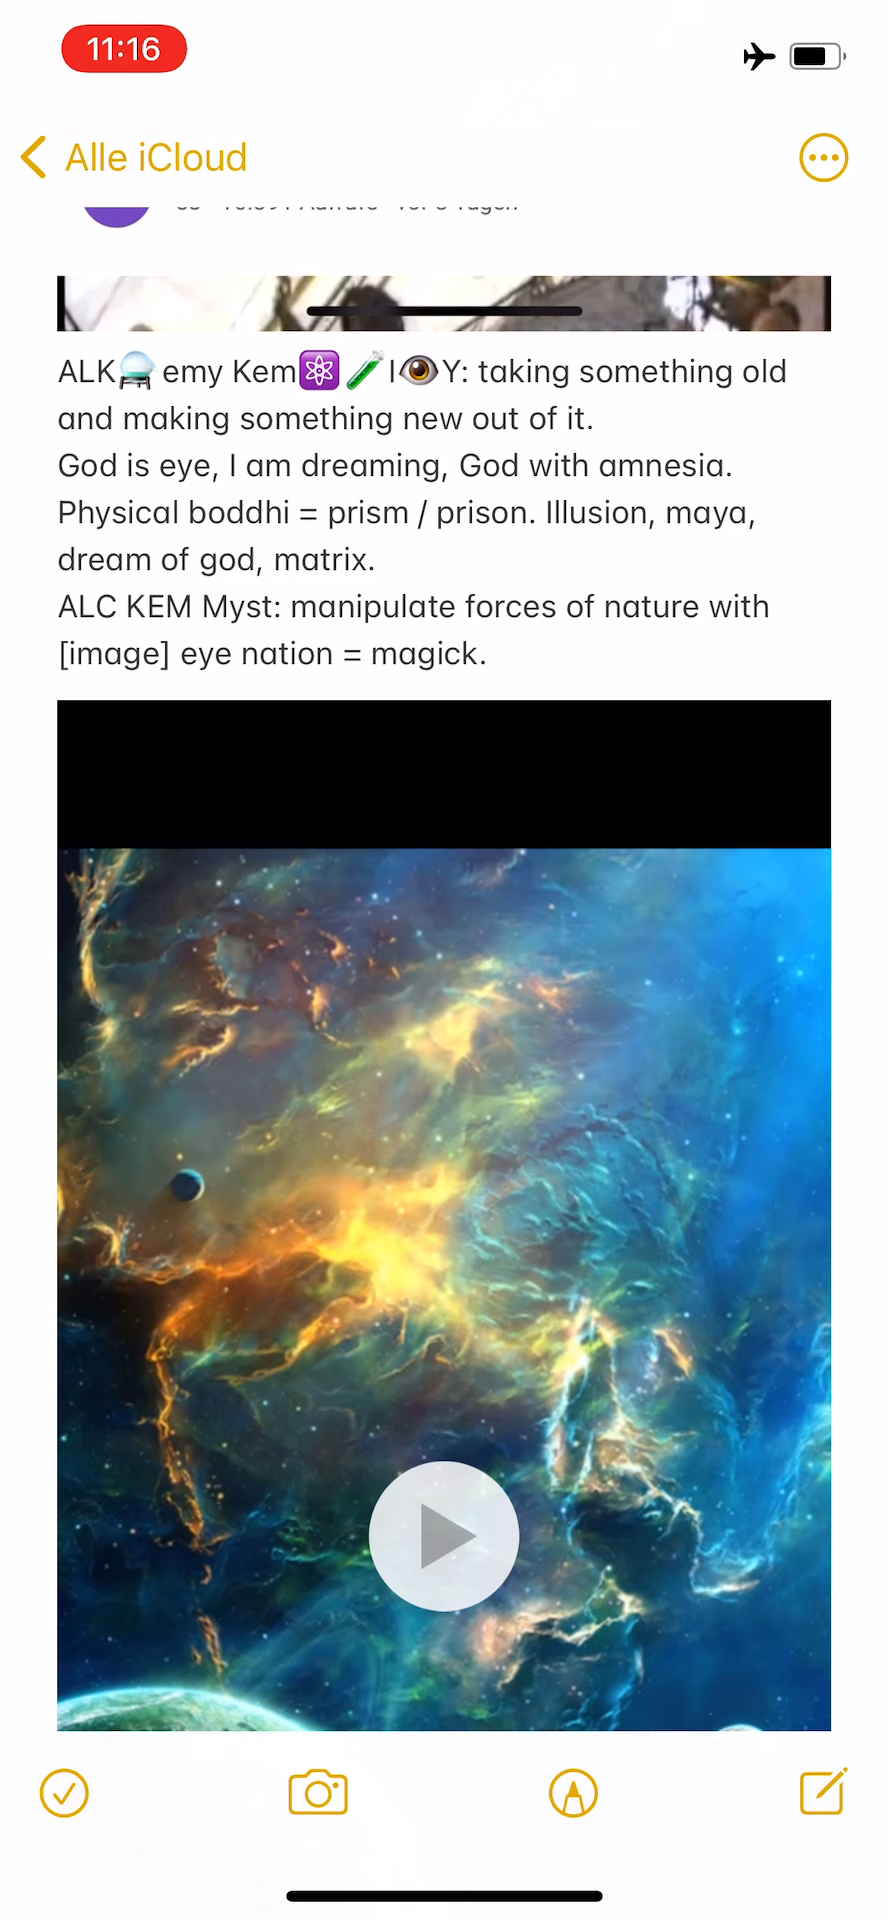 11:16
Alle iCloud
ALK🔮emy Kem⚛️🧪I👁️Y: taking something old
and making something new out of it.
God is eye, I am dreaming, God with amnesia.
Physical boddhi = prism / prison. Illusion, maya,
dream of god, matrix.
ALC KEM Myst: manipulate forces of nature with
[image] eye nation = magick.